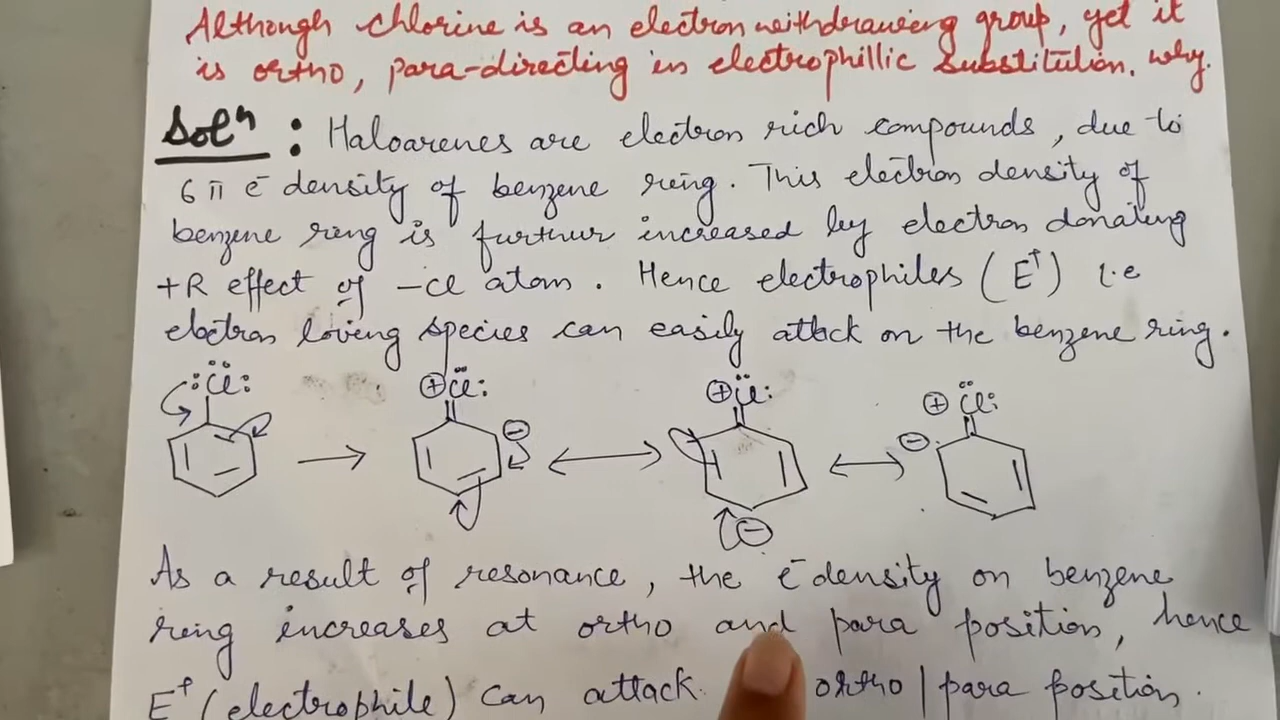 Although chlorine is an electron withdrawing group, yet it
is ortho, para-directing in electrophillic substitution. why.
Solⁿ : Haloarenes are electron rich compounds, due to
6 π e̅ density of benzene ring. This electron density of
benzene ring is further increased by electron donating
+R effect of -Cl atom. Hence electrophiles (E⁺) i.e
electron loving species can easily attack on the benzene ring.
:C̈l: ⊕C̈l: ⊕C̈l: ⊕ C̈l:
⊖ ⊖
⊖
As a result of resonance, the e̅ density on benzene
ring increases at ortho and para position, hence
E⁺ (electrophile) can attack ortho | para position.